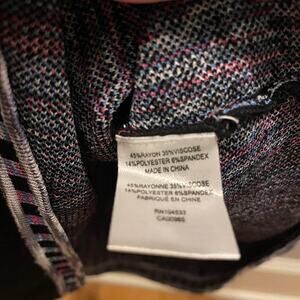 45%RAYON 35%VISCOSE
14%POLYESTER 6%SPANDEX
MADE IN CHINA
45%RAYONNE 35%VISCOSE
14%POLYESTER 6%SPANDEX
FABRIQUÉ EN CHINE
RN104533
CA00965